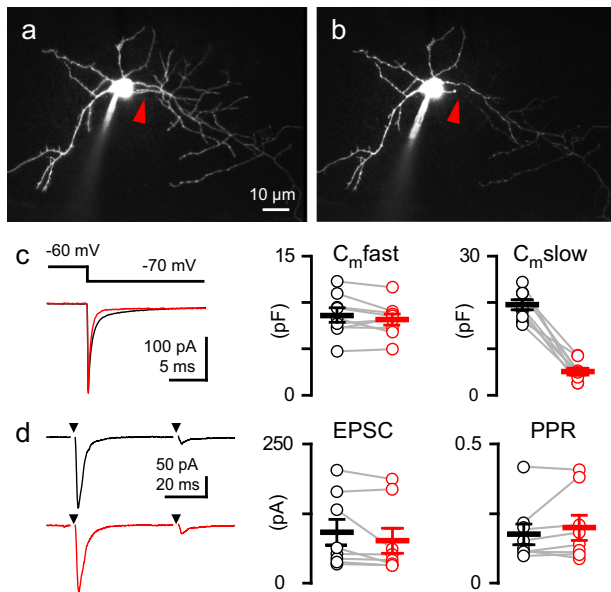 a
b
10 µm
c
-60 mV
-70 mV
100 pA
5 ms
Cmfast
15
(pF)
0
Cmslow
30
(pF)
0
d
50 pA
20 ms
EPSC
250
(pA)
0
PPR
0.5
0